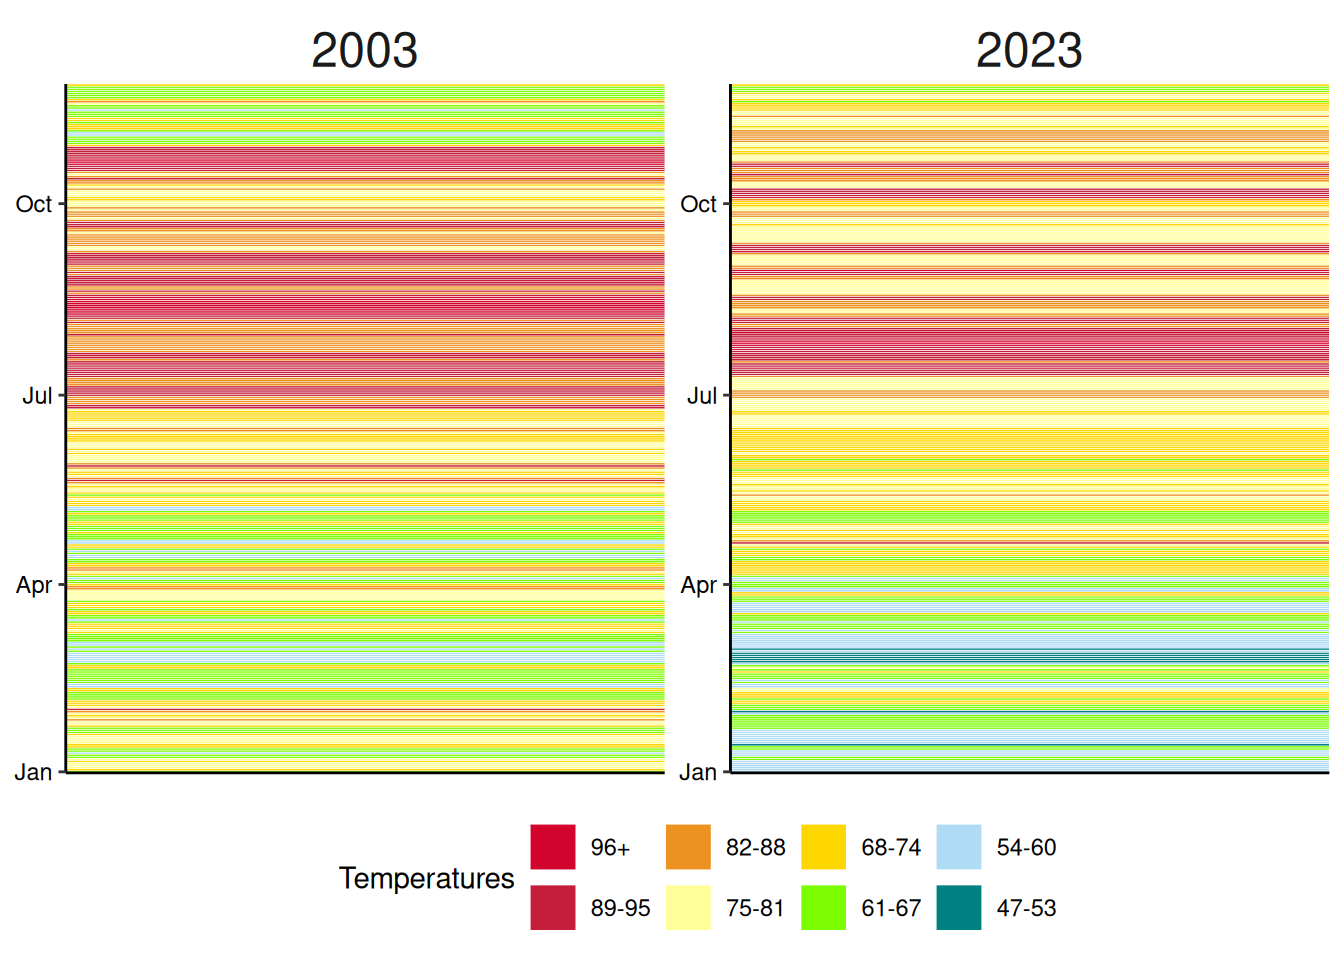 2003 2023
Oct Oct
Jul Jul
Apr Apr
Jan Jan
Temperatures
96+ 82-88 68-74 54-60
89-95 75-81 61-67 47-53